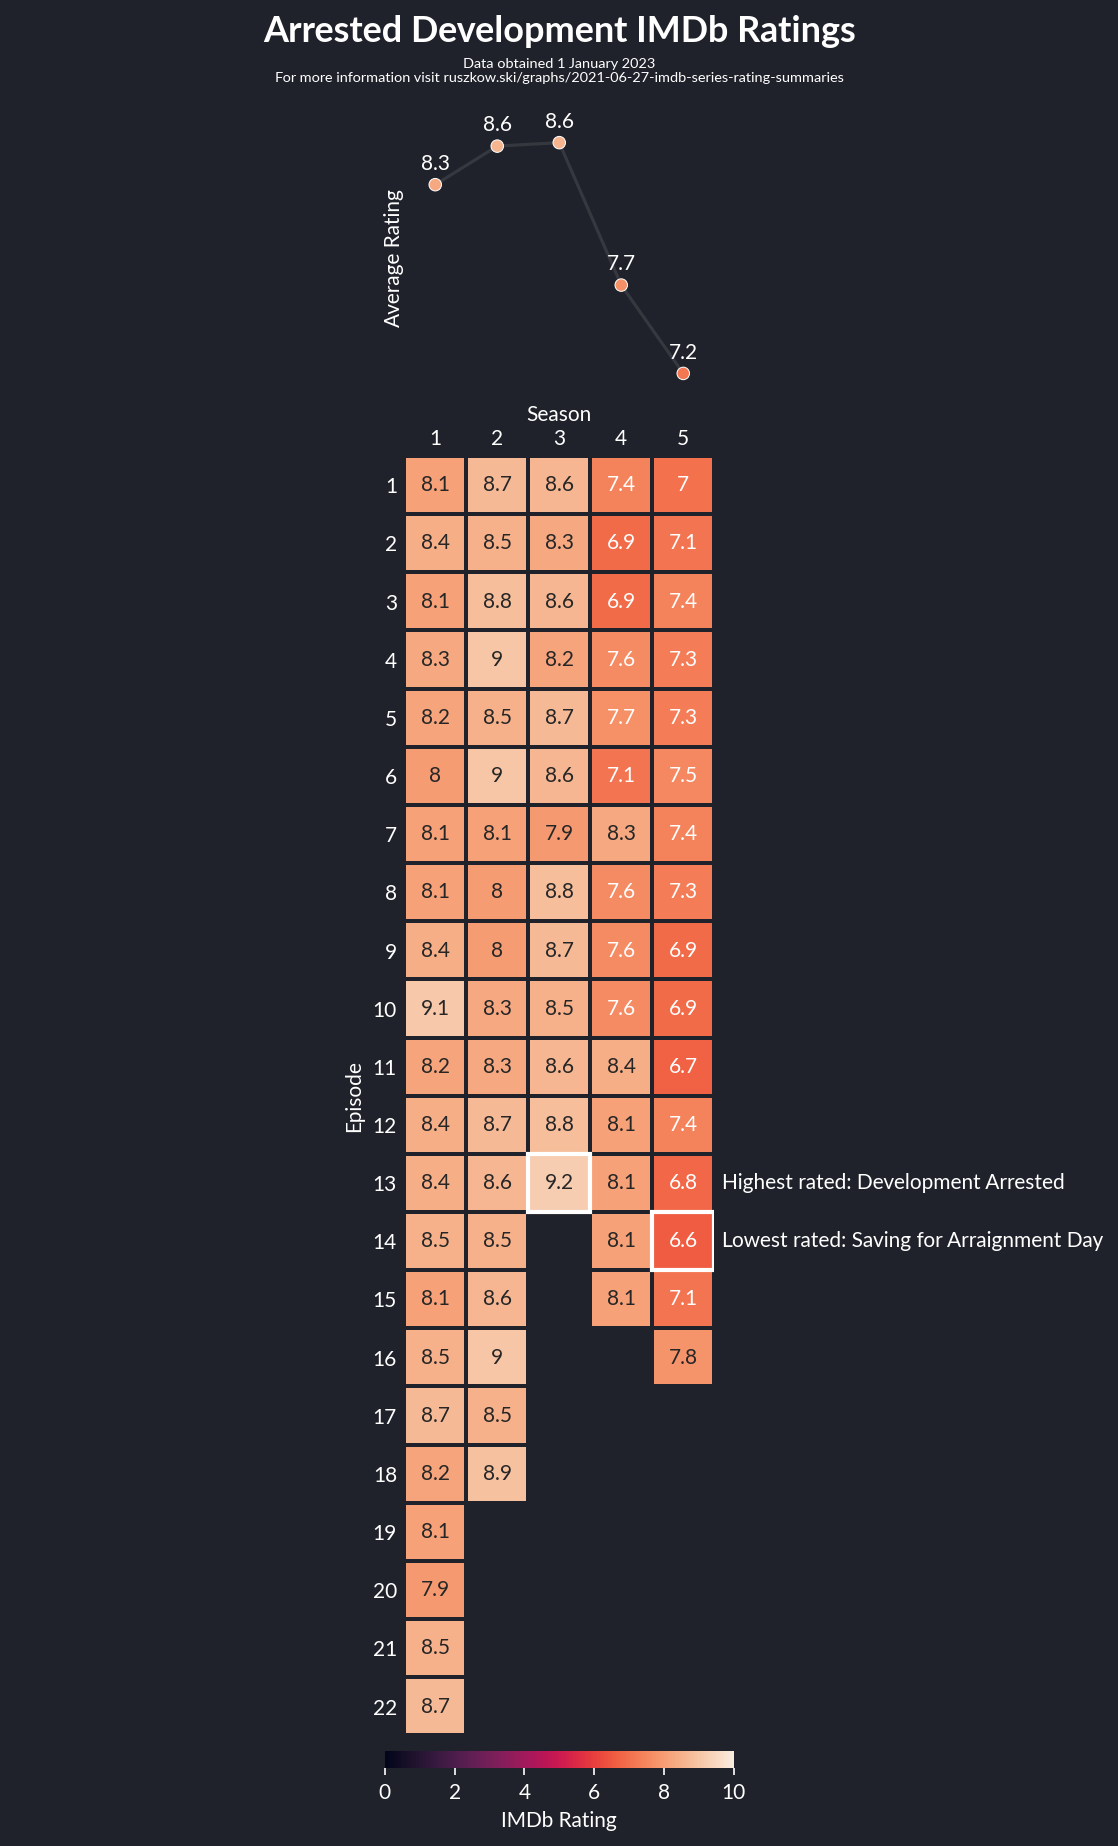 Arrested Development IMDb Ratings
Data obtained 1 January 2023
For more information visit ruszkow.ski/graphs/2021-06-27-imdb-series-rating-summaries
8.3 8.6 8.6 7.7 7.2
Average Rating
Season
1 2 3 4 5
Episode
1 8.1 8.7 8.6 7.4 7
2 8.4 8.5 8.3 6.9 7.1
3 8.1 8.8 8.6 6.9 7.4
4 8.3 9 8.2 7.6 7.3
5 8.2 8.5 8.7 7.7 7.3
6 8 9 8.6 7.1 7.5
7 8.1 8.1 7.9 8.3 7.4
8 8.1 8 8.8 7.6 7.3
9 8.4 8 8.7 7.6 6.9
10 9.1 8.3 8.5 7.6 6.9
11 8.2 8.3 8.6 8.4 6.7
12 8.4 8.7 8.8 8.1 7.4
13 8.4 8.6 9.2 8.1 6.8 Highest rated: Development Arrested
14 8.5 8.5 8.1 6.6 Lowest rated: Saving for Arraignment Day
15 8.1 8.6 8.1 7.1
16 8.5 9 7.8
17 8.7 8.5
18 8.2 8.9
19 8.1
20 7.9
21 8.5
22 8.7
0 2 4 6 8 10
IMDb Rating